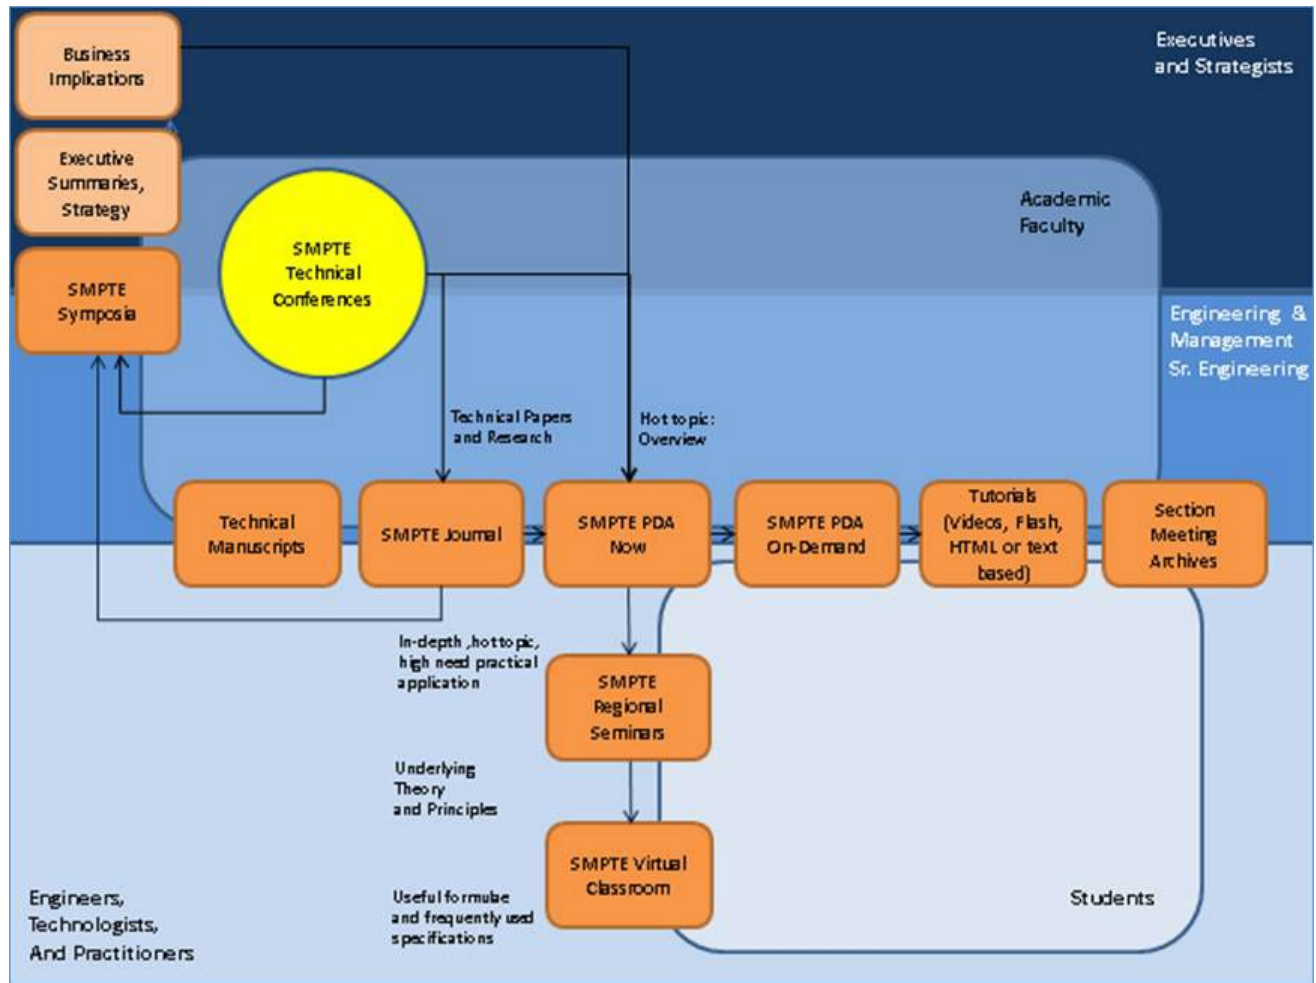 Business
Implications
Executives
and Strategists
Executive
Summaries,
Strategy
Academic
Faculty
SMPTE
Technical
Conferences
SMPTE
Symposia
Engineering &
Management
Sr. Engineering
Technical Papers
and Research
Hot topic:
Overview
Technical
Manuscripts
SMPTE Journal
SMPTE PDA
Now
SMPTE PDA
On-Demand
Tutorials
(Videos, Flash,
HTML or text
based)
Section
Meeting
Archives
In-depth ,hot topic,
high need practical
application
SMPTE
Regional
Seminars
Underlying
Theory
and Principles
SMPTE Virtual
Classroom
Useful formulae
and frequently used
specifications
Engineers,
Technologists,
And Practitioners
Students